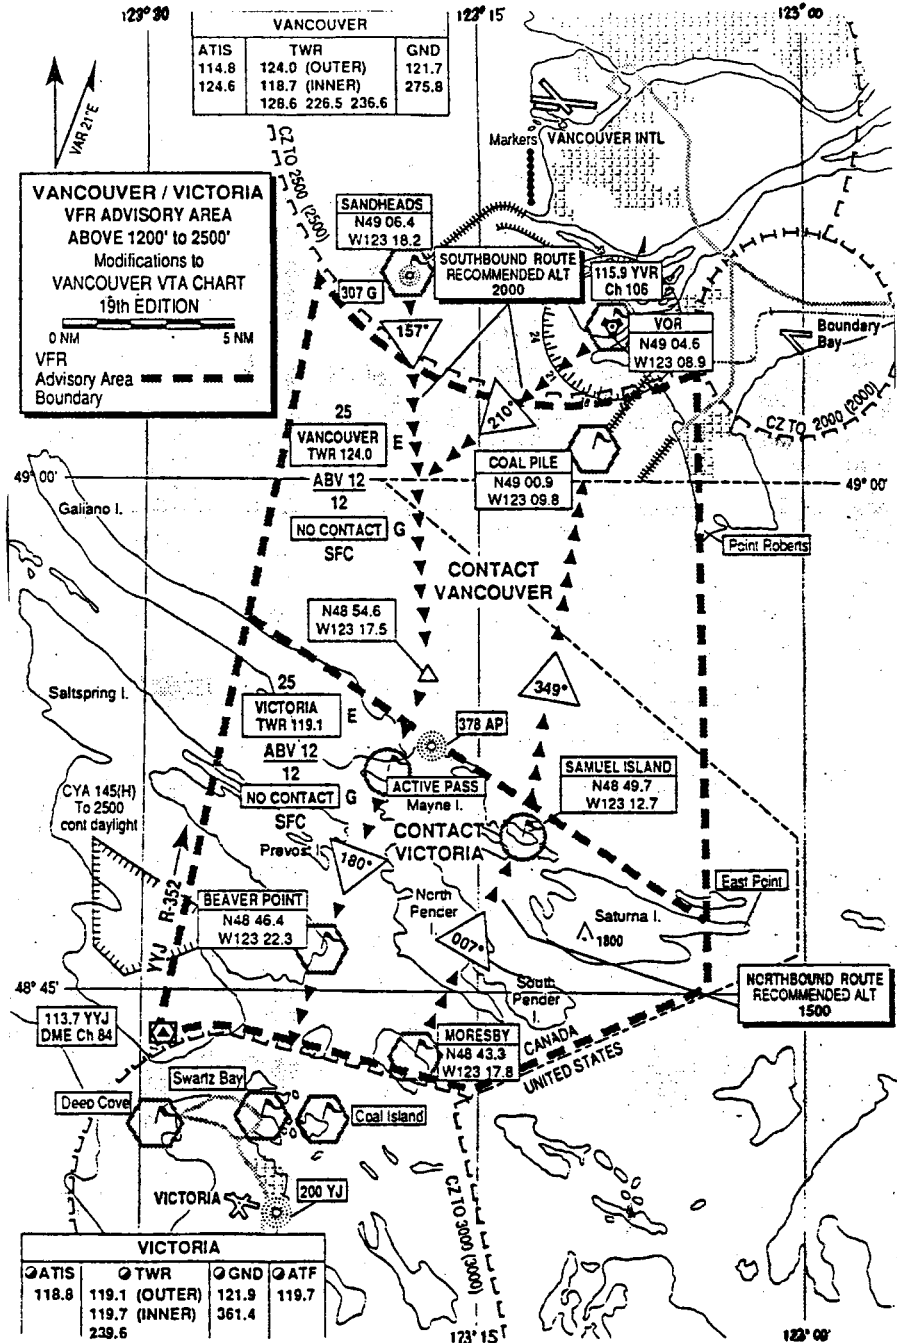 123° 30
123° 15
123° 00
VANCOUVER
ATIS TWR GND
114.8 124.0 (OUTER) 121.7
124.6 118.7 (INNER) 275.8
128.6 226.5 236.6
VAR 21°E
CZ TO 2500 (2500)
Markers
VANCOUVER INTL
VANCOUVER / VICTORIA
VFR ADVISORY AREA
ABOVE 1200' to 2500'
Modifications to
VANCOUVER VTA CHART
19th EDITION
0 NM 5 NM
VFR
Advisory Area
Boundary
SANDHEADS
N49 06.4
W123 18.2
SOUTHBOUND ROUTE
RECOMMENDED ALT
2000
115.9 YVR
Ch 106
307 G
157°
VOR
N49 04.6
W123 08.9
Boundary
Bay
24
21
210°
CZ TO 2000 (2000)
25
VANCOUVER
TWR 124.0
E
ABV 12
12
NO CONTACT
G
SFC
COAL PILE
N49 00.9
W123 09.8
49° 00'
49° 00'
Galiano I.
Point Roberts
CONTACT
VANCOUVER
N48 54.6
W123 17.5
349°
Saltspring I.
25
VICTORIA
TWR 119.1
E
ABV 12
12
NO CONTACT
G
SFC
378 AP
SAMUEL ISLAND
N48 49.7
W123 12.7
ACTIVE PASS
Mayne I.
CYA 145(H)
To 2500
cont daylight
CONTACT
VICTORIA
Prevost I.
180°
YYJ R-352
BEAVER POINT
N48 46.4
W123 22.3
North
Pender
I.
007°
East Point
Saturna I.
1800
48° 45'
South
Pender
I.
NORTHBOUND ROUTE
RECOMMENDED ALT
1500
113.7 YYJ
DME Ch 84
MORESBY
N48 43.3
W123 17.8
CANADA
UNITED STATES
Swartz Bay
Deep Cove
Coal Island
VICTORIA
200 YJ
CZ TO 3000 (3000)
VICTORIA
ATIS TWR GND ATF
118.8 119.1 (OUTER) 121.9 119.7
119.7 (INNER) 361.4
239.6
123° 15'
123° 00'